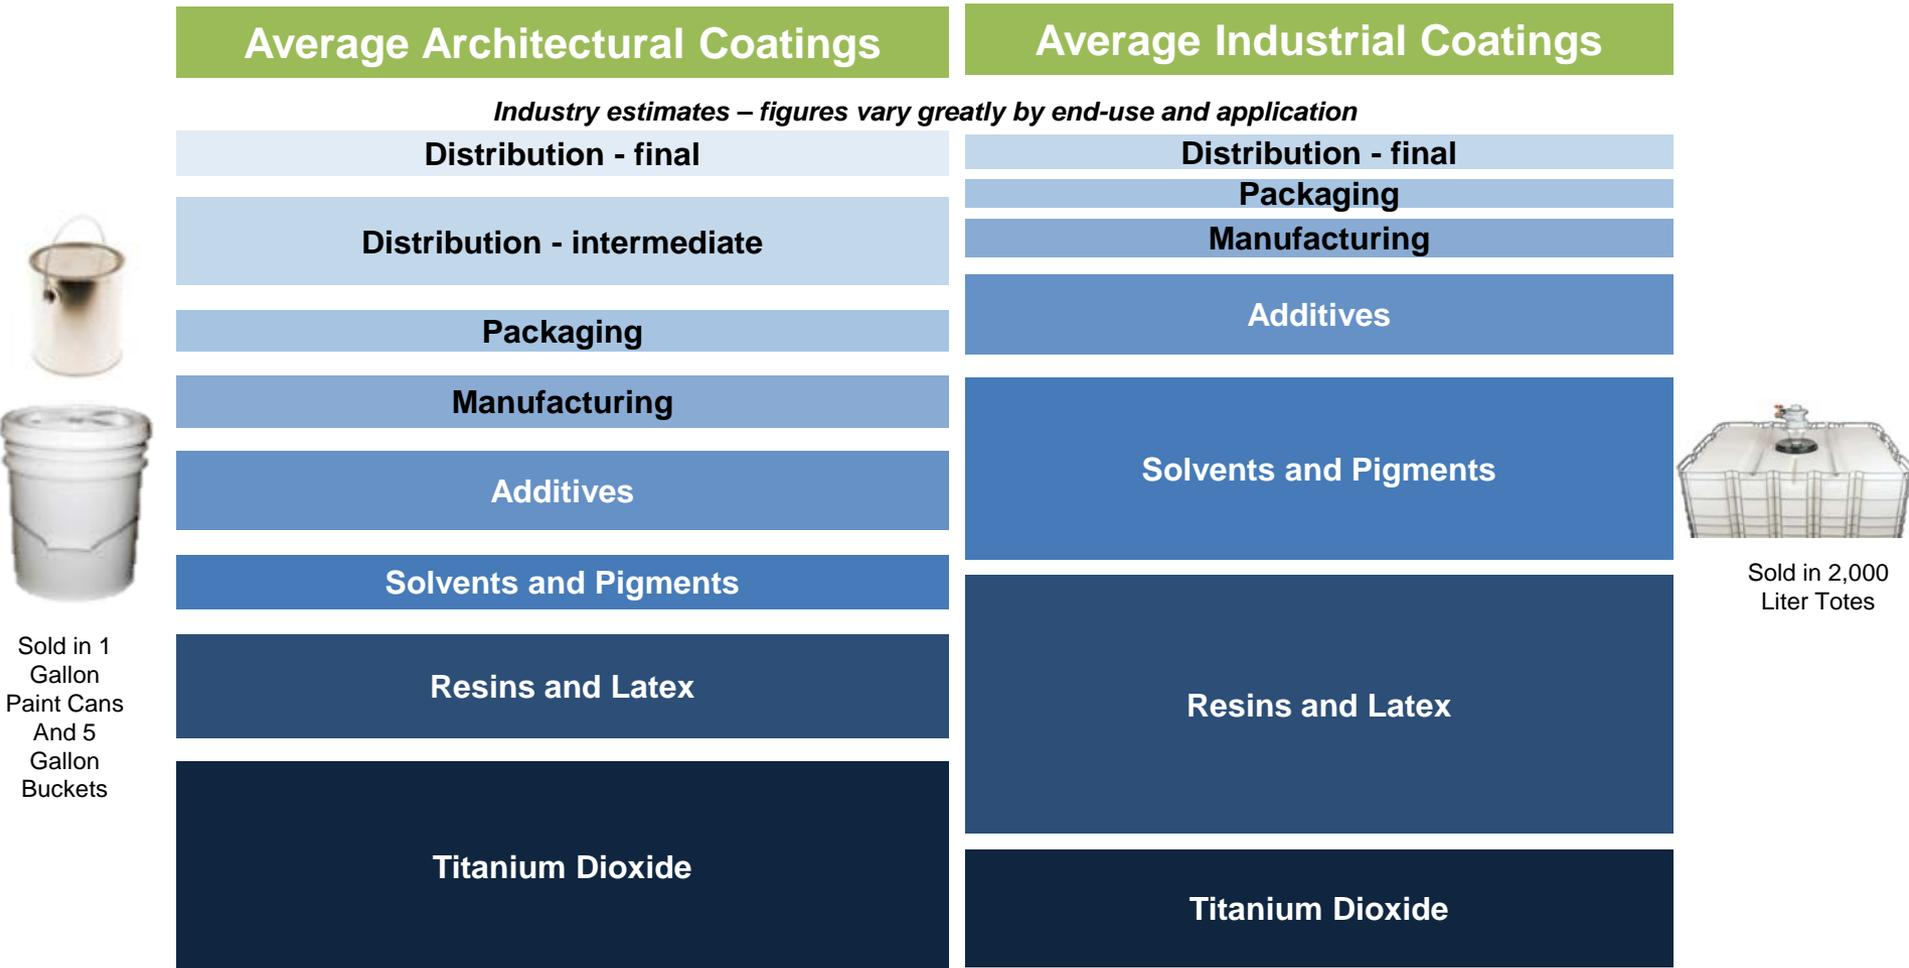 Average Architectural Coatings
Average Industrial Coatings
Industry estimates – figures vary greatly by end-use and application
Distribution - final
Distribution - intermediate
Packaging
Manufacturing
Additives
Solvents and Pigments
Resins and Latex
Titanium Dioxide
Distribution - final
Packaging
Manufacturing
Additives
Solvents and Pigments
Resins and Latex
Titanium Dioxide
Sold in 1
Gallon
Paint Cans
And 5
Gallon
Buckets
Sold in 2,000
Liter Totes